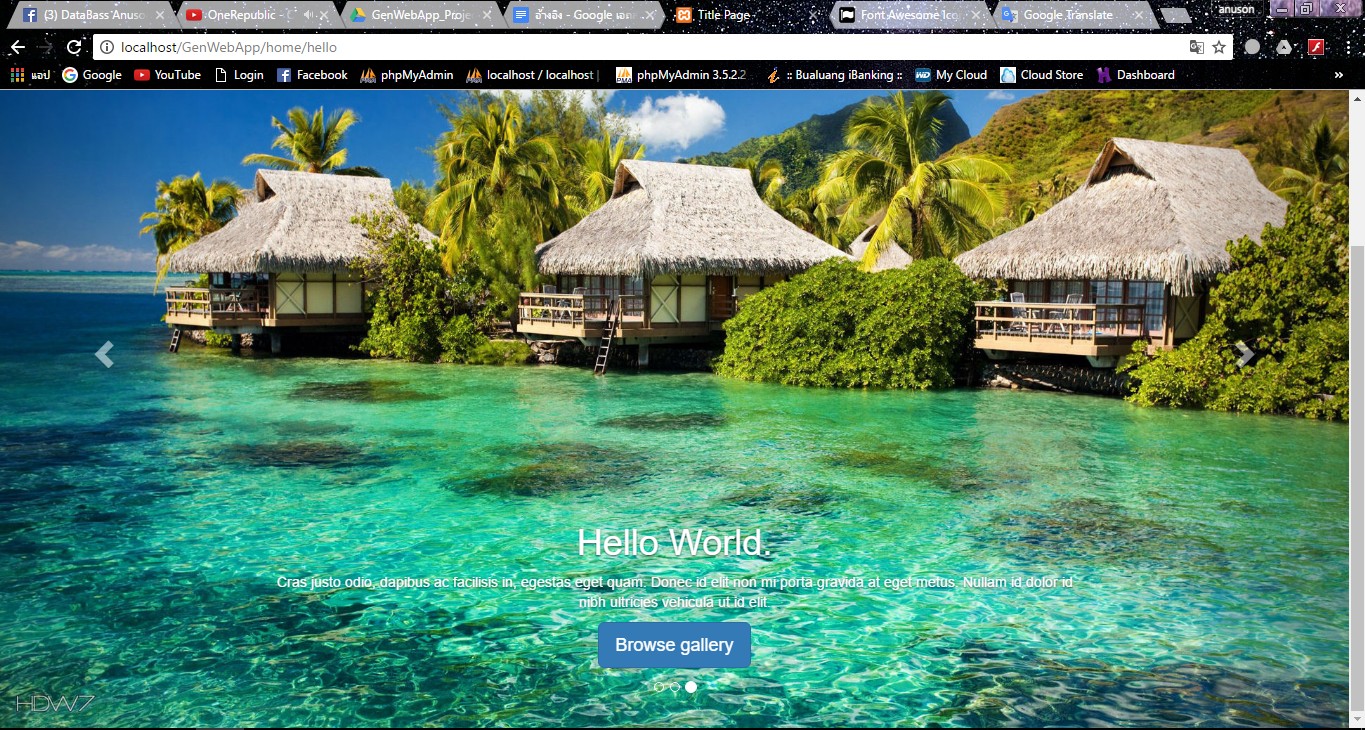 (3) DataBass Anuso
OneRepublic - C
GenWebApp_Proje
อ้างอิง - Google เอก
Title Page
Font Awesome Ico
Google Translate
anuson
localhost/GenWebApp/home/hello
แอป
Google
YouTube
Login
Facebook
phpMyAdmin
localhost / localhost |
phpMyAdmin 3.5.2.2
:: Bualuang iBanking ::
My Cloud
Cloud Store
Dashboard
»
Hello World.
Cras justo odio, dapibus ac facilisis in, egestas eget quam. Donec id elit non mi porta gravida at eget metus. Nullam id dolor id
nibh ultricies vehicula ut id elit.
Browse gallery
HDW7